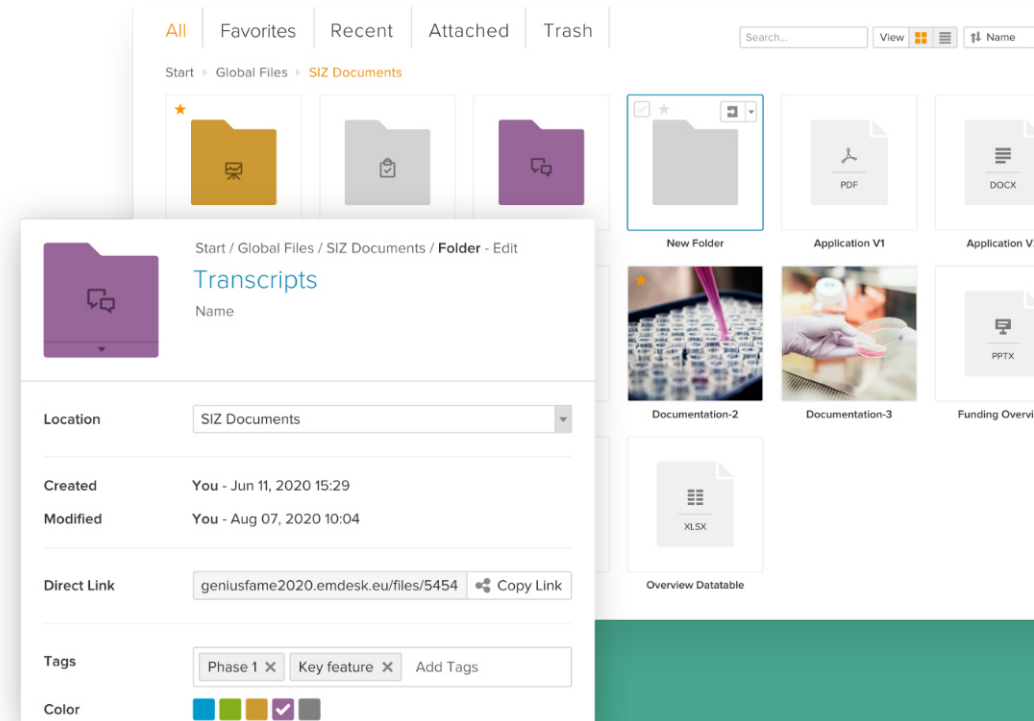 All Favorites Recent Attached Trash
Search... View Name
Start Global Files SIZ Documents
PDF DOCX
New Folder Application V1 Application V
Start / Global Files / SIZ Documents / Folder - Edit
Transcripts
Name
PPTX
Documentation-2 Documentation-3 Funding Overvi
Location SIZ Documents
Created You - Jun 11, 2020 15:29
Modified You - Aug 07, 2020 10:04
XLSX
Overview Datatable
Direct Link geniusfame2020.emdesk.eu/files/5454 Copy Link
Tags Phase 1 Key feature Add Tags
Color